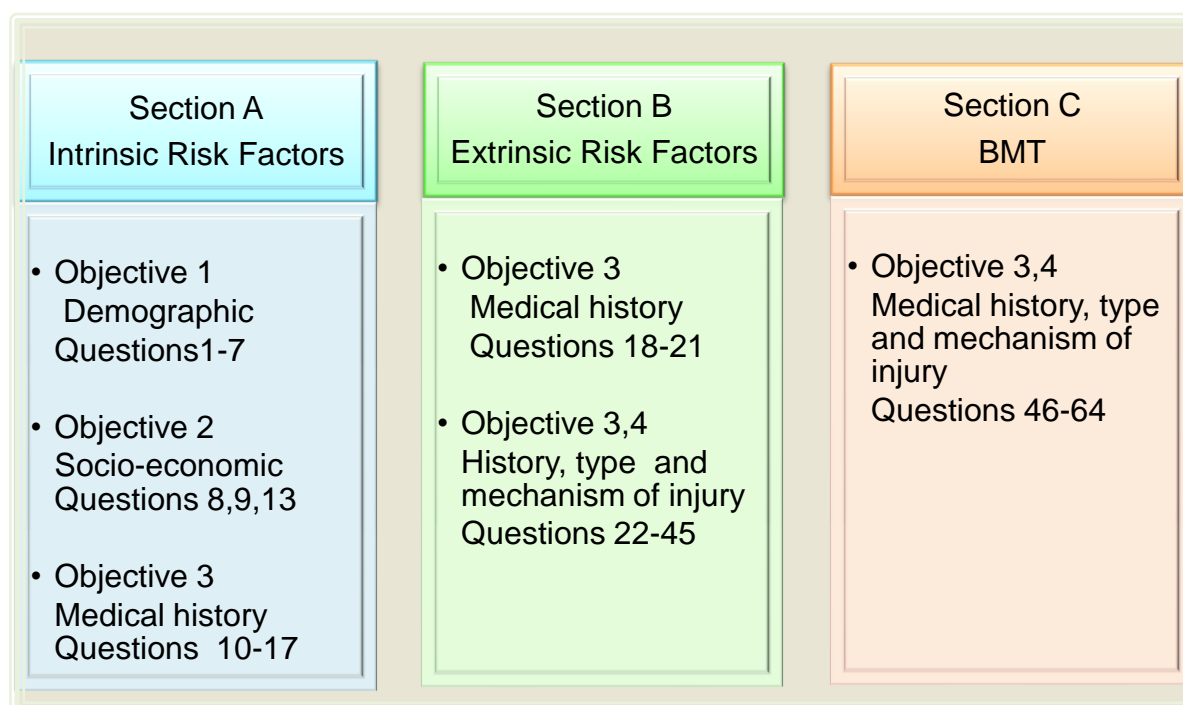 Section A
Intrinsic Risk Factors
• Objective 1
Demographic
Questions1-7
• Objective 2
Socio-economic
Questions 8,9,13
• Objective 3
Medical history
Questions 10-17
Section B
Extrinsic Risk Factors
• Objective 3
Medical history
Questions 18-21
• Objective 3,4
History, type and
mechanism of injury
Questions 22-45
Section C
BMT
• Objective 3,4
Medical history, type
and mechanism of
injury
Questions 46-64